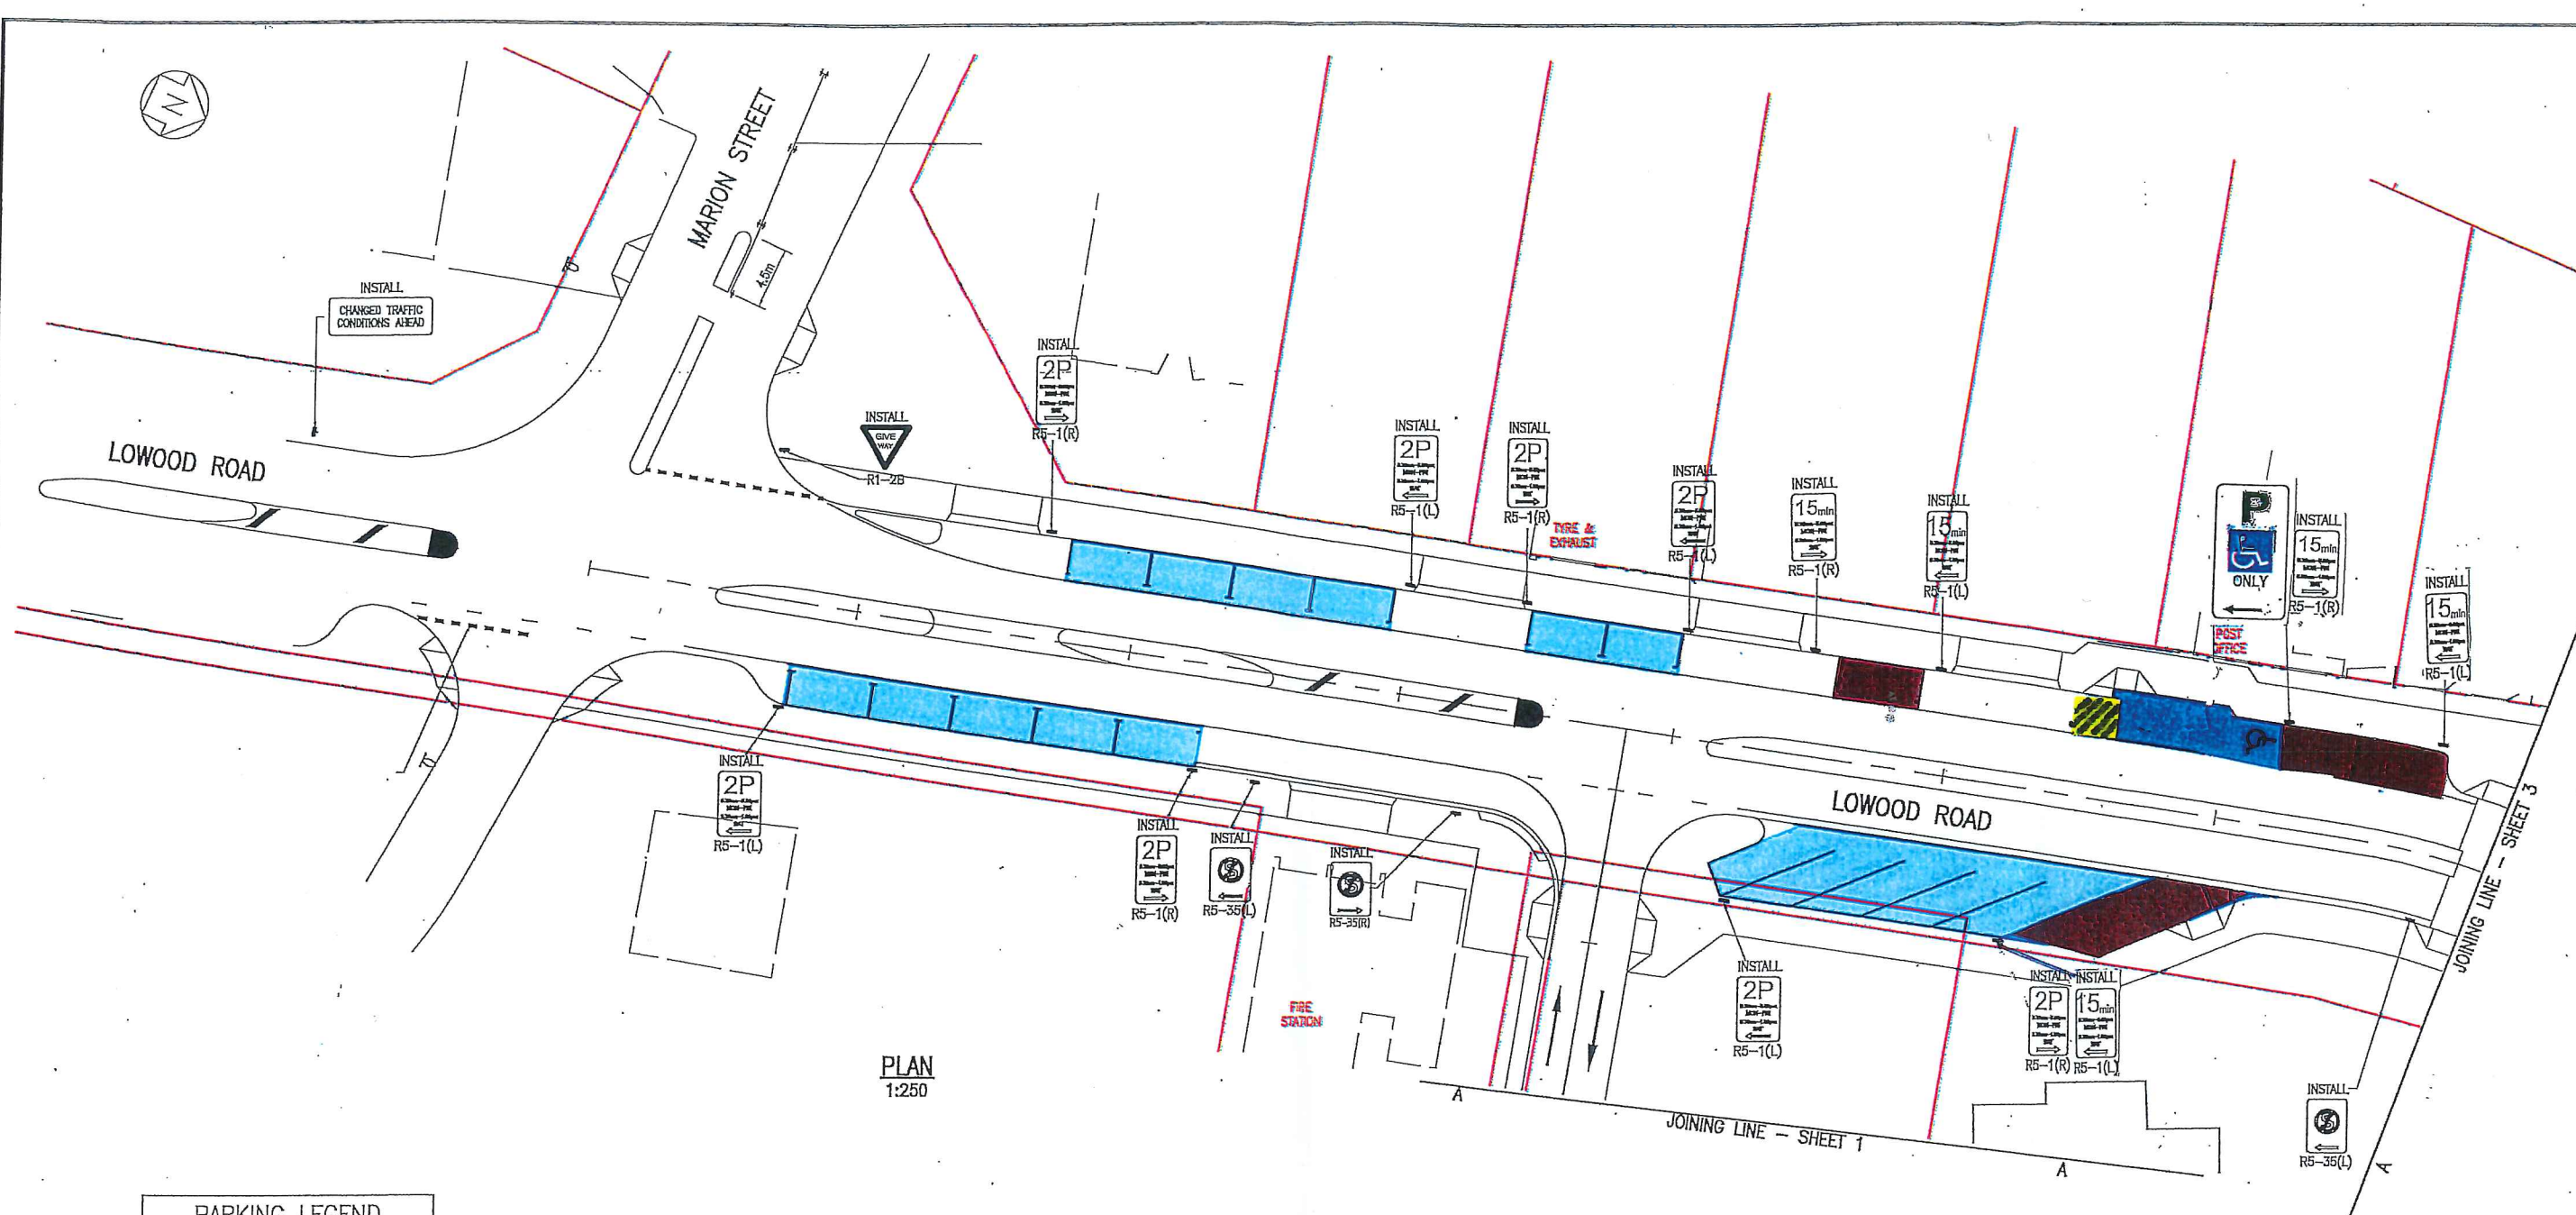 N
MARION STREET
4.5m
INSTALL
CHANGED TRAFFIC
CONDITIONS AHEAD
LOWOOD ROAD
INSTALL
GIVE
WAY
R1-2B
INSTALL
2P
R5-1(R)
INSTALL
2P
R5-1(L)
INSTALL
2P
R5-1(R)
TYRE &
EXHAUST
INSTALL
2P
R5-1(L)
INSTALL
15min
R5-1(R)
INSTALL
15min
R5-1(L)
P
ONLY
INSTALL
15min
R5-1(R)
POST
OFFICE
INSTALL
15min
R5-1(L)
INSTALL
2P
R5-1(L)
INSTALL
2P
R5-1(R)
INSTALL
S
R5-35(L)
INSTALL
S
R5-35(R)
LOWOOD ROAD
FIRE
STATION
INSTALL
2P
R5-1(L)
INSTALL
2P
R5-1(R)
INSTALL
15min
R5-1(L)
INSTALL
S
R5-35(L)
JOINING LINE - SHEET 3
A
PLAN
1:250
A
JOINING LINE - SHEET 1
A
PARKING LEGEND